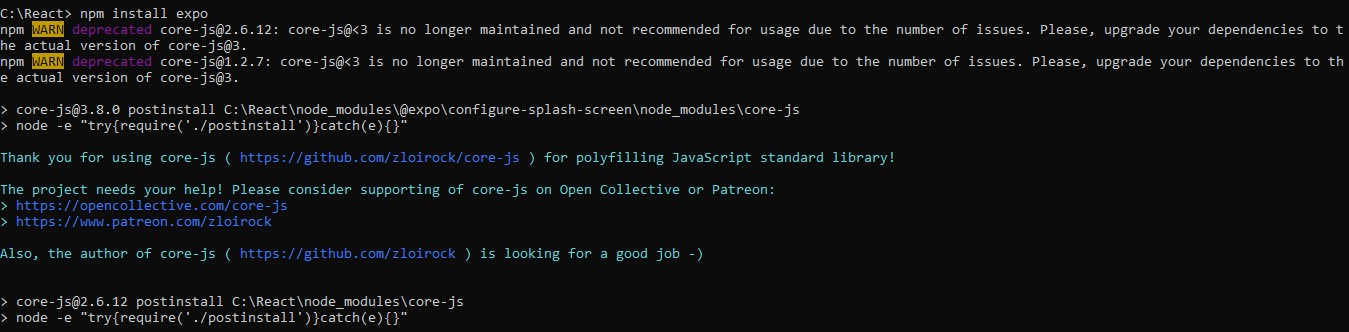 C:\React> npm install expo
npm WARN deprecated core-js@2.6.12: core-js@<3 is no longer maintained and not recommended for usage due to the number of issues. Please, upgrade your dependencies to t
he actual version of core-js@3.
npm WARN deprecated core-js@1.2.7: core-js@<3 is no longer maintained and not recommended for usage due to the number of issues. Please, upgrade your dependencies to th
e actual version of core-js@3.
> core-js@3.8.0 postinstall C:\React\node_modules\@expo\configure-splash-screen\node_modules\core-js
> node -e "try{require('./postinstall')}catch(e){}"
Thank you for using core-js ( https://github.com/zloirock/core-js ) for polyfilling JavaScript standard library!
The project needs your help! Please consider supporting of core-js on Open Collective or Patreon:
> https://opencollective.com/core-js
> https://www.patreon.com/zloirock
Also, the author of core-js ( https://github.com/zloirock ) is looking for a good job -)
> core-js@2.6.12 postinstall C:\React\node_modules\core-js
> node -e "try{require('./postinstall')}catch(e){}"